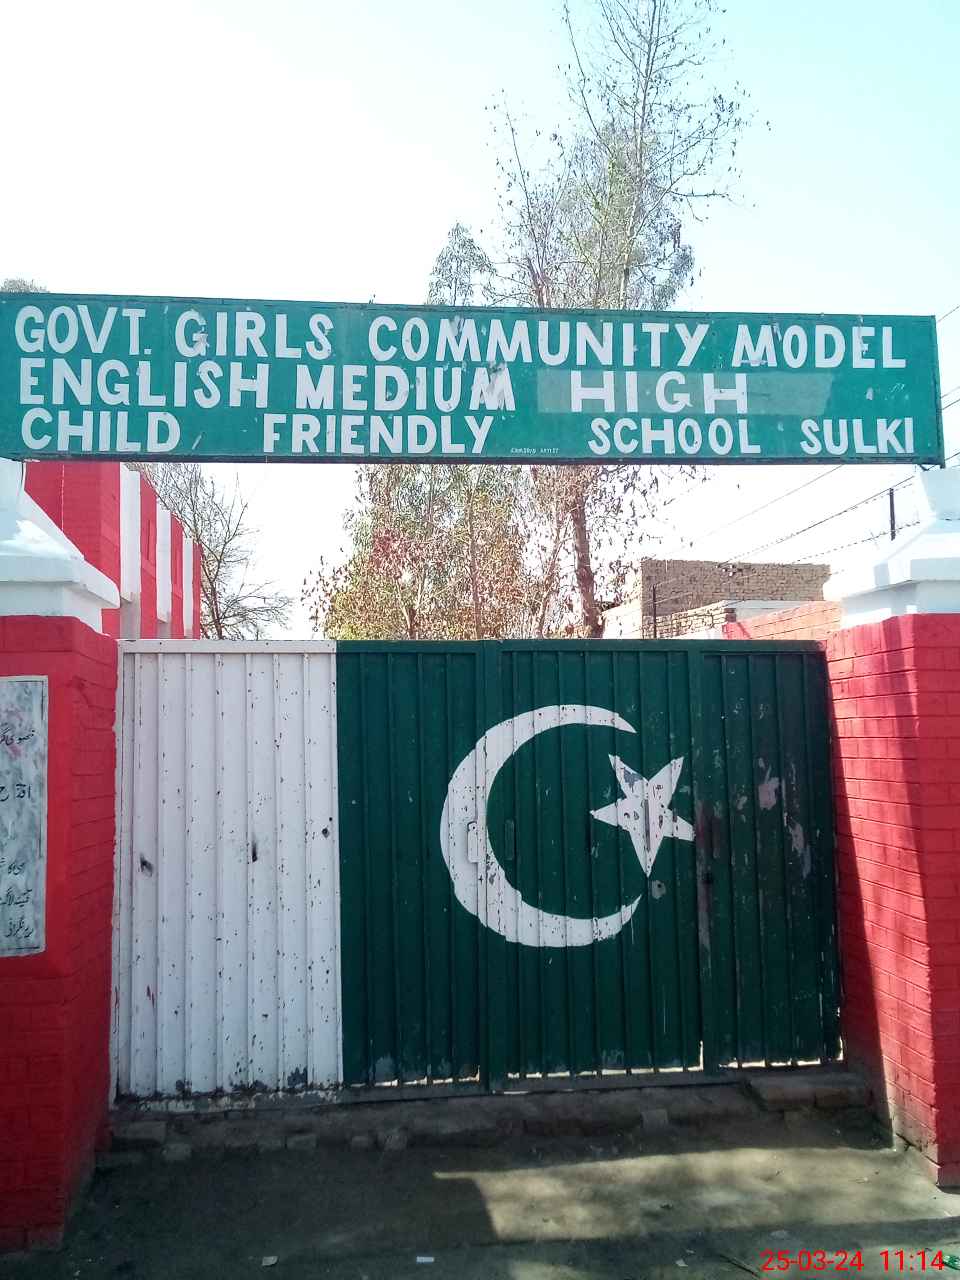 GOVT. GIRLS COMMUNITY MODEL
ENGLISH MEDIUM HIGH
CHILD FRIENDLY SCHOOL SULKI
25-03-24 11:14